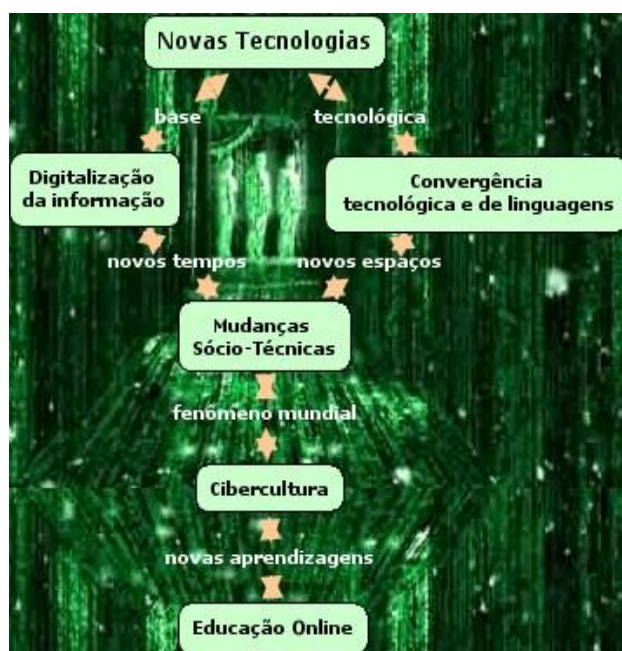 Novas Tecnologias
base
tecnológica
Digitalização
da informação
Convergência
tecnológica e de linguagens
novos tempos
novos espaços
Mudanças
Sócio-Técnicas
fenômeno mundial
Cibercultura
novas aprendizagens
Educação Online